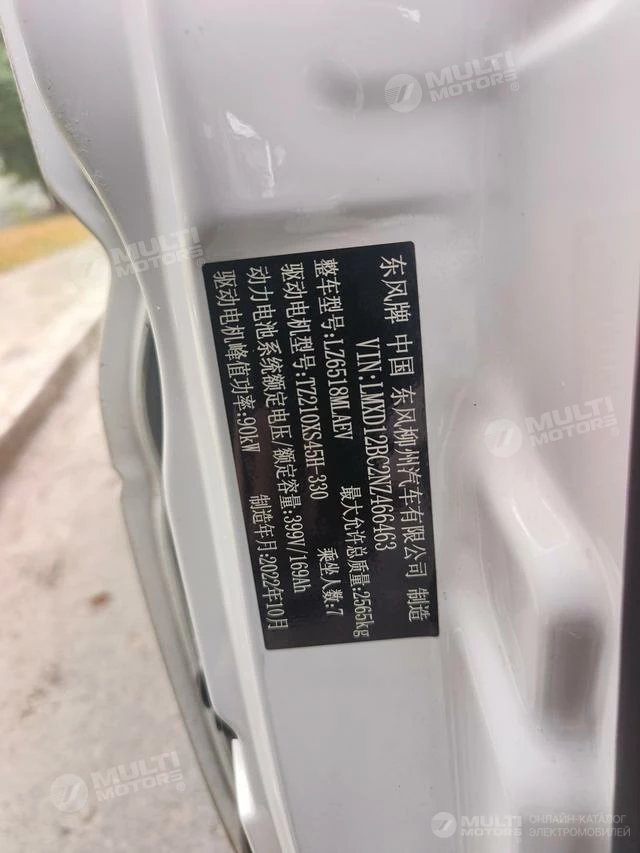 东风牌 中国 东风柳州汽车有限公司 制造
VIN:LMXD12BC2NZ466463
整车型号:LZ6518MLAEV 最大允许总质量:2565kg
驱动电机型号:TZ210XS45H-330 乘坐人数:7
动力电池系统额定电压/额定容量:399V/169Ah
驱动电机峰值功率:90kW 制造年月:2022年10月
MULTI
MOTORS
MULTI
MOTORS
MULTI
MOTORS
MULTI
MOTORS
MULTI
MOTORS
ОНЛАЙН-КАТАЛОГ
ЭЛЕКТРОМОБИЛЕЙ